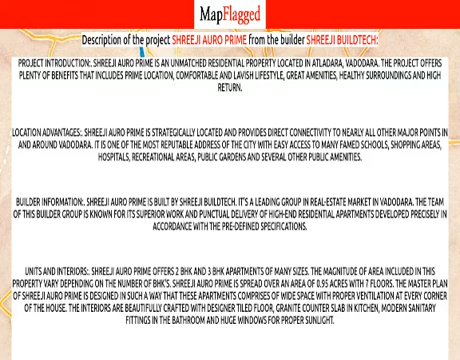 MapFlagged
Description of the project SHREEJI AURO PRIME from the builder SHREEJI BUILDTECH:
PROJECT INTRODUCTION:. SHREEJI AURO PRIME IS AN UNMATCHED RESIDENTIAL PROPERTY LOCATED IN ATLADARA, VADODARA. THE PROJECT OFFERS
PLENTY OF BENEFITS THAT INCLUDES PRIME LOCATION, COMFORTABLE AND LAVISH LIFESTYLE, GREAT AMENITIES, HEALTHY SURROUNDINGS AND HIGH
RETURN.
LOCATION ADVANTAGES:. SHREEJI AURO PRIME IS STRATEGICALLY LOCATED AND PROVIDES DIRECT CONNECTIVITY TO NEARLY ALL OTHER MAJOR POINTS IN
AND AROUND VADODARA. IT IS ONE OF THE MOST REPUTABLE ADDRESS OF THE CITY WITH EASY ACCESS TO MANY FAMED SCHOOLS, SHOPPING AREAS,
HOSPITALS, RECREATIONAL AREAS, PUBLIC GARDENS AND SEVERAL OTHER PUBLIC AMENITIES.
BUILDER INFORMATION:. SHREEJI AURO PRIME IS BUILT BY SHREEJI BUILDTECH. IT'S A LEADING GROUP IN REAL-ESTATE MARKET IN VADODARA. THE TEAM
OF THIS BUILDER GROUP IS KNOWN FOR ITS SUPERIOR WORK AND PUNCTUAL DELIVERY OF HIGH-END RESIDENTIAL APARTMENTS DEVELOPED PRECISELY IN
ACCORDANCE WITH THE PRE-DEFINED SPECIFICATIONS.
UNITS AND INTERIORS:. SHREEJI AURO PRIME OFFERS 2 BHK AND 3 BHK APARTMENTS OF MANY SIZES. THE MAGNITUDE OF AREA INCLUDED IN THIS
PROPERTY VARY DEPENDING ON THE NUMBER OF BHK'S. SHREEJI AURO PRIME IS SPREAD OVER AN AREA OF 0.95 ACRES WITH 7 FLOORS. THE MASTER PLAN
OF SHREEJI AURO PRIME IS DESIGNED IN SUCH A WAY THAT THESE APARTMENTS COMPRISES OF WIDE SPACE WITH PROPER VENTILATION AT EVERY CORNER
OF THE HOUSE. THE INTERIORS ARE BEAUTIFULLY CRAFTED WITH DESIGNER TILED FLOOR, GRANITE COUNTER SLAB IN KITCHEN, MODERN SANITARY
FITTINGS IN THE BATHROOM AND HUGE WINDOWS FOR PROPER SUNLIGHT.